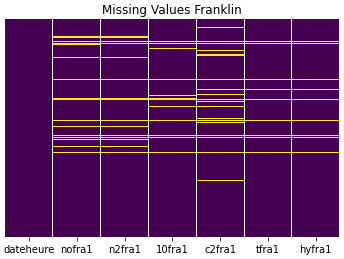 Missing Values Franklin
dateheure nofra1 n2fra1 10fra1 c2fra1 tfra1 hyfra1